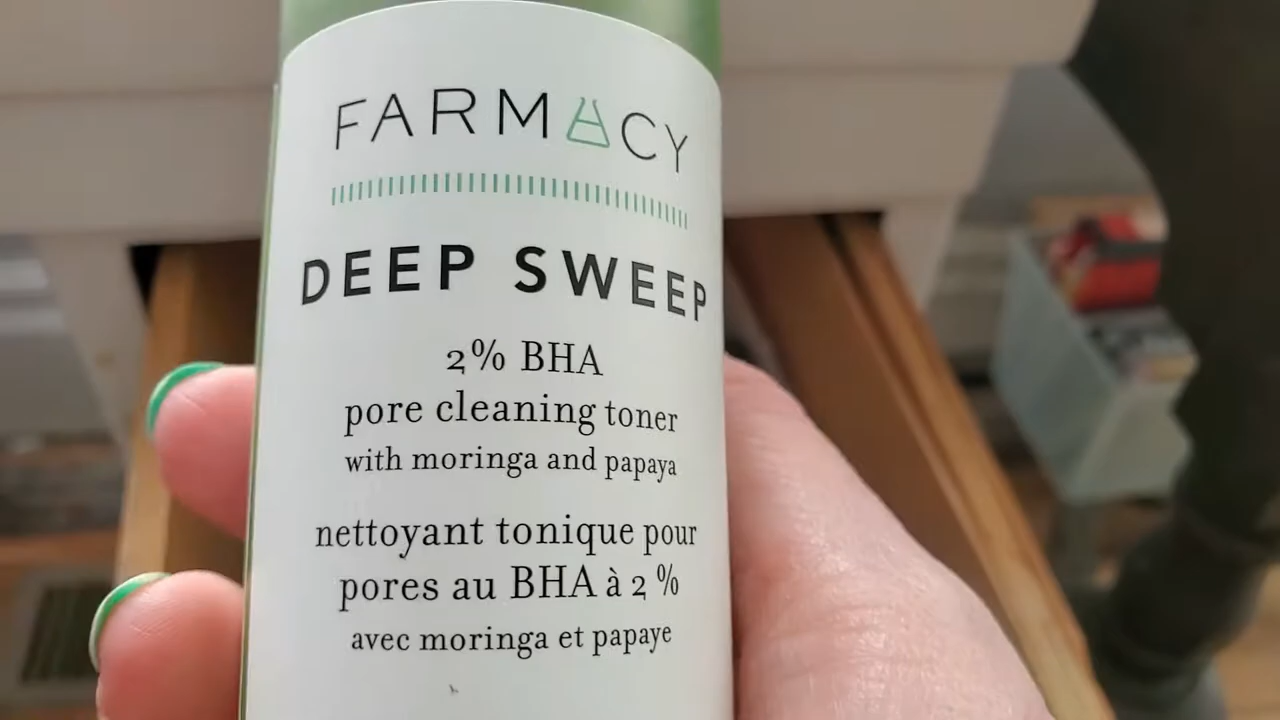 FARMACY
DEEP SWEEP
2% BHA
pore cleaning toner
with moringa and papaya
nettoyant tonique pour
pores au BHA à 2 %
avec moringa et papaye